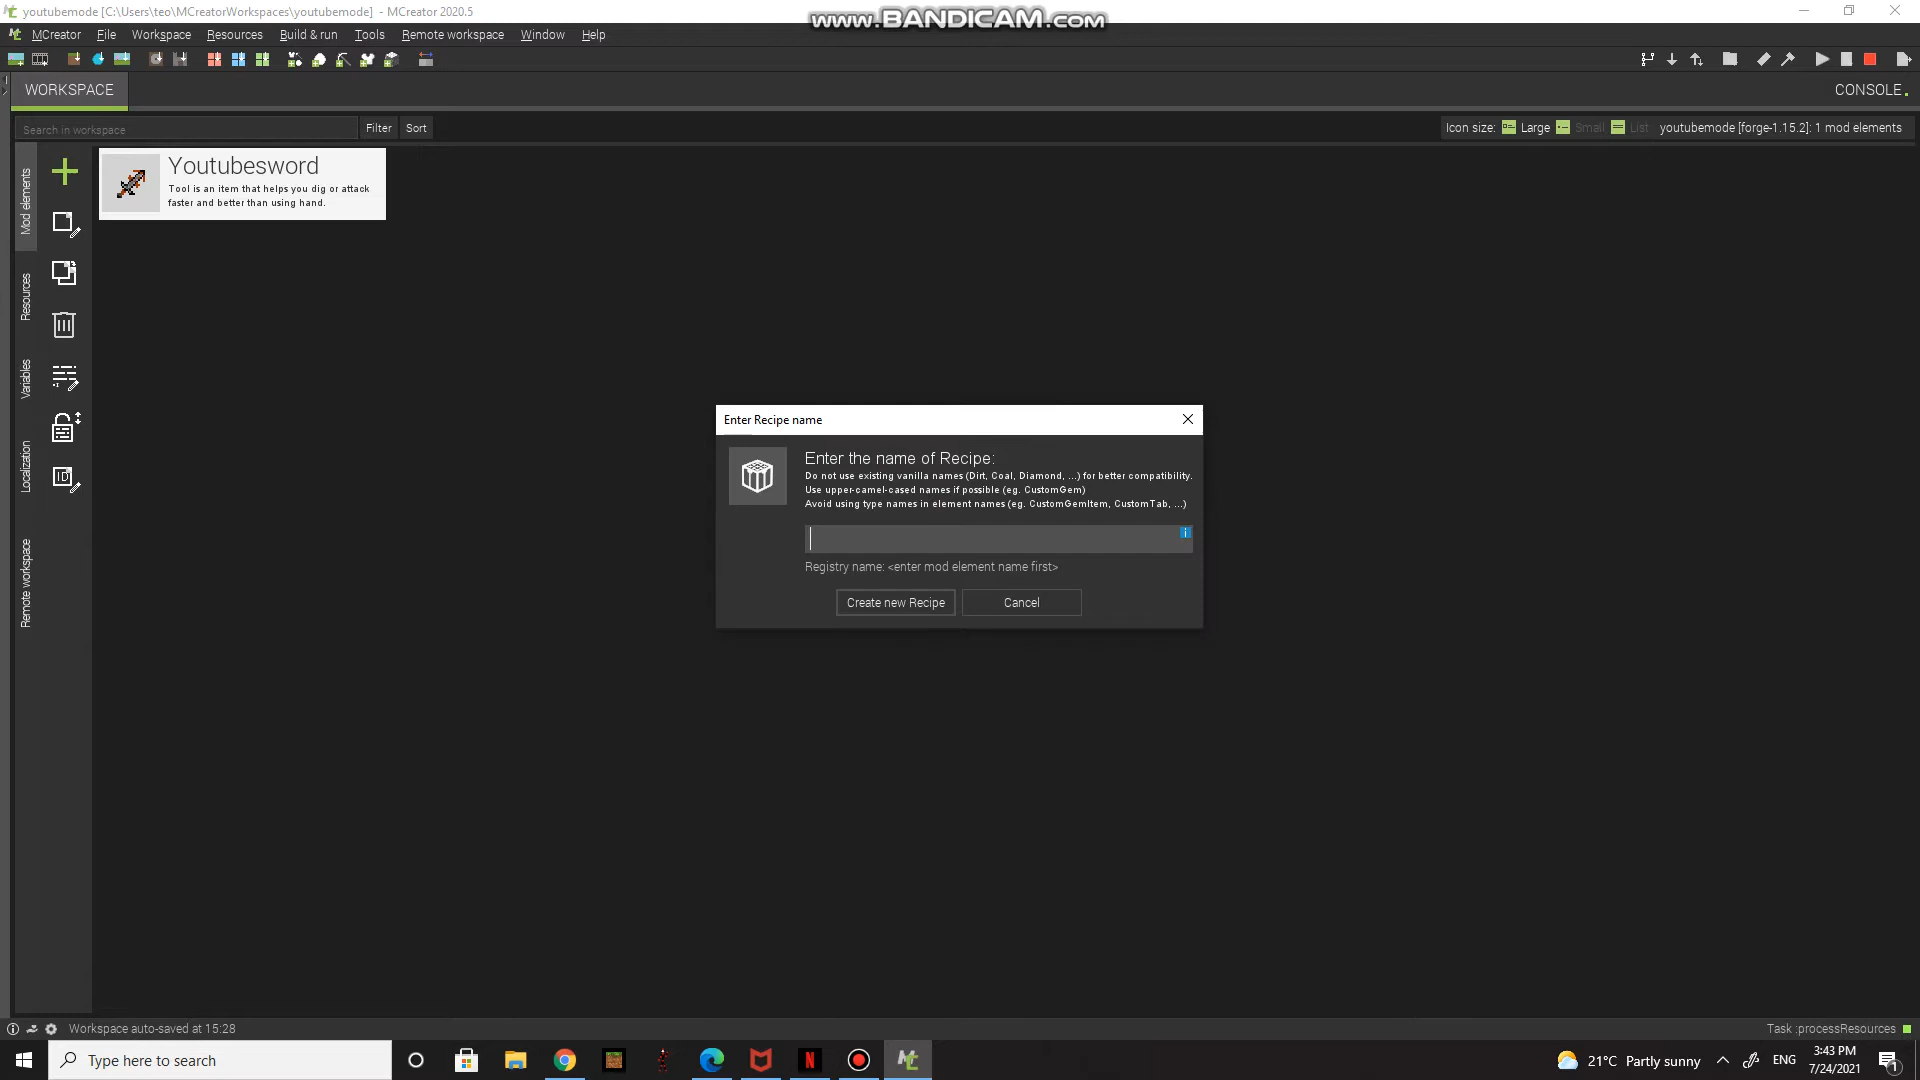 youtubemode [C:\Users\teo\MCreatorWorkspaces\youtubemode] - MCreator 2020.5
www.BANDICAM.com
MCreator File Workspace Resources Build & run Tools Remote workspace Window Help
WORKSPACE
CONSOLE
Search in workspace
Filter
Sort
Icon size: Large Small List youtubemode [forge-1.15.2]: 1 mod elements
Mod elements
Resources
Variables
Localization
Remote workspace
Youtubesword
Tool is an item that helps you dig or attack
faster and better than using hand.
Enter Recipe name
Enter the name of Recipe:
Do not use existing vanilla names (Dirt, Coal, Diamond, ...) for better compatibility.
Use upper-camel-cased names if possible (eg. CustomGem)
Avoid using type names in element names (eg. CustomGemItem, CustomTab, ...)
Registry name: <enter mod element name first>
Create new Recipe
Cancel
Workspace auto-saved at 15:28
Task :processResources
Type here to search
21°C Partly sunny
ENG
3:43 PM
7/24/2021
1